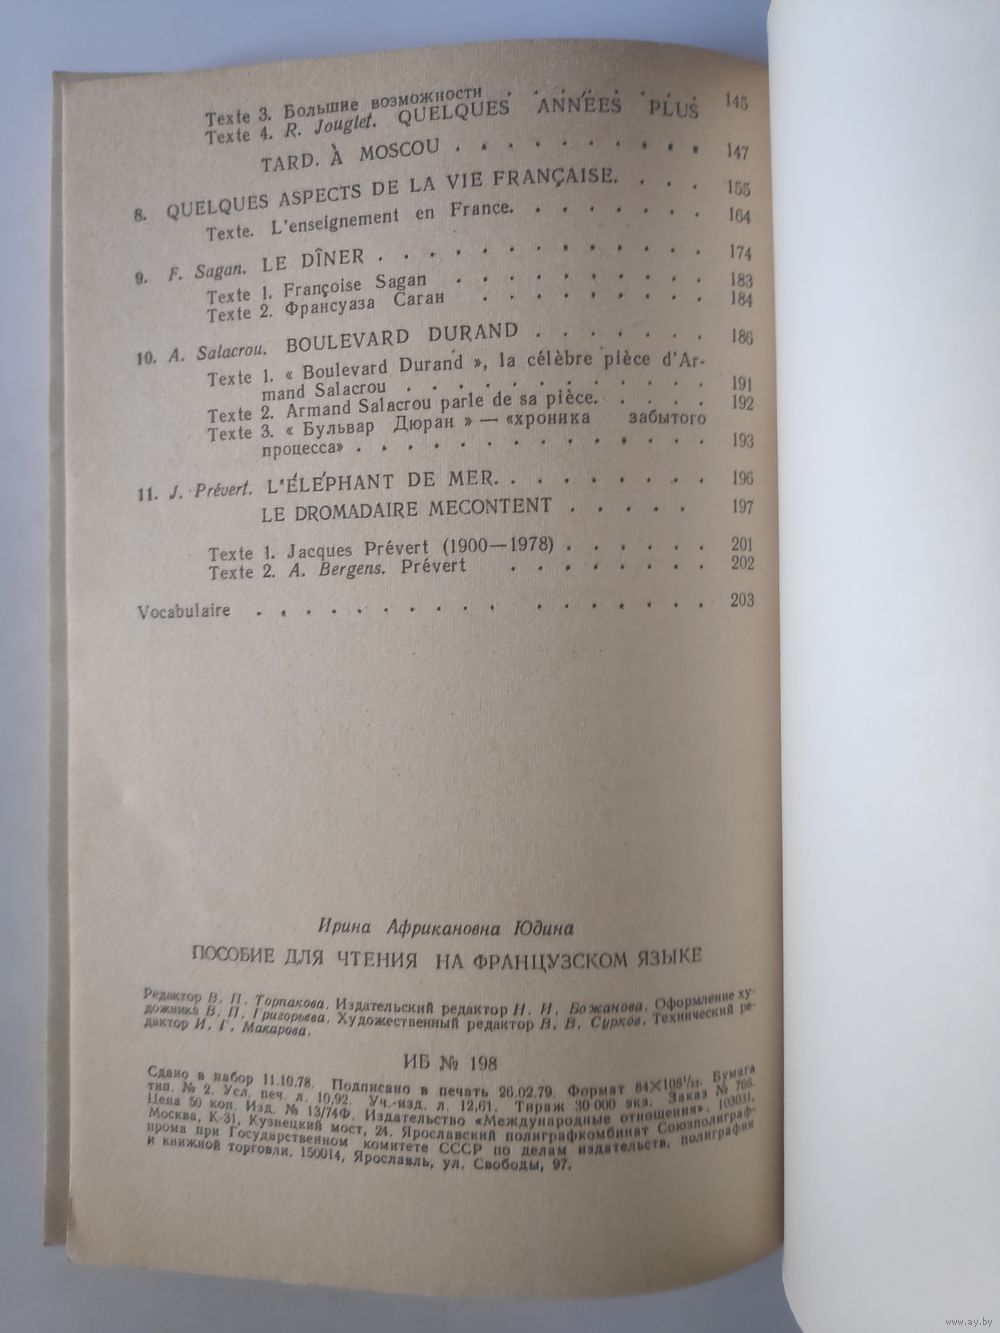 Texte 3. Большие возможности . . . . . . 145
Texte 4. R. Jouglet. QUELQUES ANNÉES PLUS
TARD. À MOSCOU . . . . . . . . . . 147
8. QUELQUES ASPECTS DE LA VIE FRANÇAISE. . . . 155
Texte. L'enseignement en France. . . . . . . . 164
9. F. Sagan. LE DÎNER . . . . . . . . . . . 174
Texte 1. Françoise Sagan . . . . . . . . . 183
Texte 2. Франсуаза Саган . . . . . . . . 184
10. A. Salacrou. BOULEVARD DURAND . . . . . . . 186
Texte 1. « Boulevard Durand », la célèbre pièce d'Ar-
mand Salacrou . . . . . . . . . . . . 191
Texte 2. Armand Salacrou parle de sa pièce. . . . . 192
Texte 3. « Бульвар Дюран » — «хроника забытого
процесса» . . . . . . . . . . . . . . 193
11. J. Prévert. L'ÉLÉPHANT DE MER. . . . . . . . 196
LE DROMADAIRE MECONTENT . . . . . 197
Texte 1. Jacques Prévert (1900—1978) . . . . . . 201
Texte 2. A. Bergens. Prévert . . . . . . . . 202
Vocabulaire . . . . . . . . . . . . . . . . . 203
Ирина Африкановна Юдина
ПОСОБИЕ ДЛЯ ЧТЕНИЯ НА ФРАНЦУЗСКОМ ЯЗЫКЕ
Редактор В. П. Торпакова. Издательский редактор Н. И. Божанова. Оформление ху-
дожника В. П. Григорьева. Художественный редактор В. В. Сурков. Технический ре-
дактор И. Г. Макарова.
ИБ № 198
Сдано в набор 11.10.78. Подписано в печать 26.02.79. Формат 84×108¹/₃₂. Бумага
тип. № 2. Усл. печ. л. 10,92. Уч.-изд. л. 12,61. Тираж 30 000 экз. Заказ № 768.
Цена 50 коп. Изд. № 13/74Ф. Издательство «Международные отношения». 103031,
Москва, К-31, Кузнецкий мост, 24. Ярославский полиграфкомбинат Союзполиграф-
прома при Государственном комитете СССР по делам издательств, полиграфии
и книжной торговли. 150014, Ярославль, ул. Свободы, 97.
www.ay.by